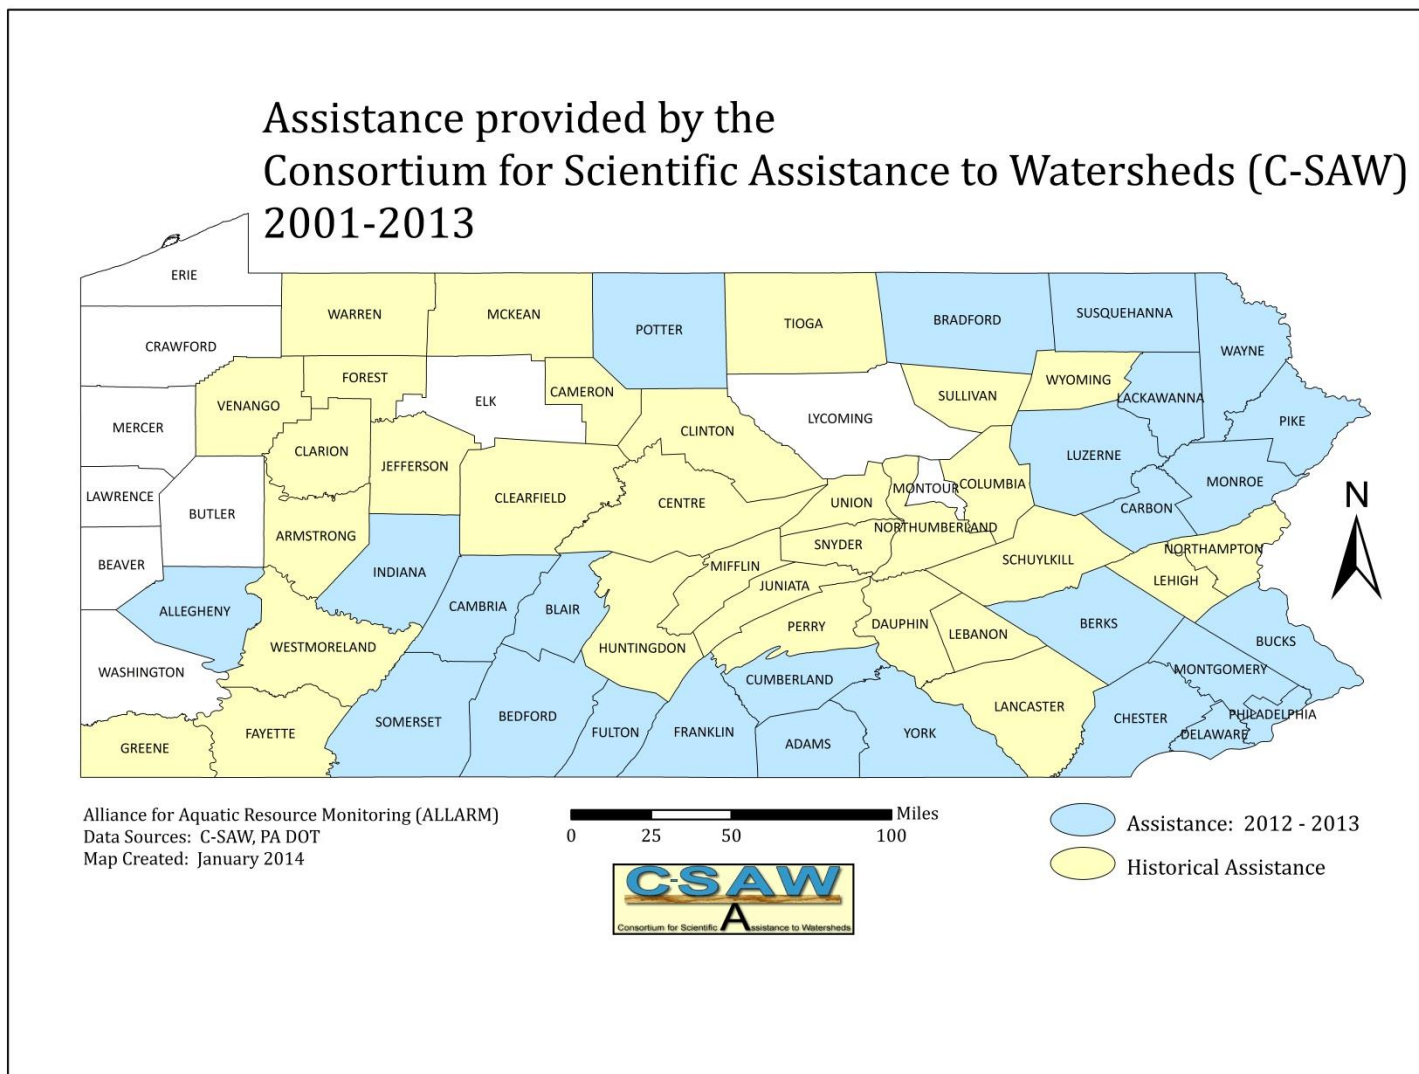 Assistance provided by the
Consortium for Scientific Assistance to Watersheds (C-SAW)
2001-2013
ERIE
WARREN
MCKEAN
POTTER
TIOGA
BRADFORD
SUSQUEHANNA
WAYNE
CRAWFORD
FOREST
VENANGO
ELK
CAMERON
LYCOMING
SULLIVAN
WYOMING
LACKAWANNA
PIKE
MERCER
CLARION
JEFFERSON
CLINTON
LUZERNE
LAWRENCE
BUTLER
CLEARFIELD
CENTRE
UNION
MONTOUR
COLUMBIA
MONROE
CARBON
N
BEAVER
ARMSTRONG
SNYDER
NORTHUMBERLAND
INDIANA
MIFFLIN
SCHUYLKILL
NORTHAMPTON
LEHIGH
ALLEGHENY
CAMBRIA
BLAIR
JUNIATA
PERRY
DAUPHIN
LEBANON
BERKS
BUCKS
WASHINGTON
WESTMORELAND
HUNTINGDON
CUMBERLAND
MONTGOMERY
GREENE
FAYETTE
SOMERSET
BEDFORD
FULTON
FRANKLIN
ADAMS
YORK
LANCASTER
CHESTER
DELAWARE
PHILADELPHIA
Alliance for Aquatic Resource Monitoring (ALLARM)
Data Sources: C-SAW, PA DOT
Map Created: January 2014
Miles
0 25 50 100
Assistance: 2012 - 2013
Historical Assistance
C-SAW
Consortium for Scientific Assistance to Watersheds